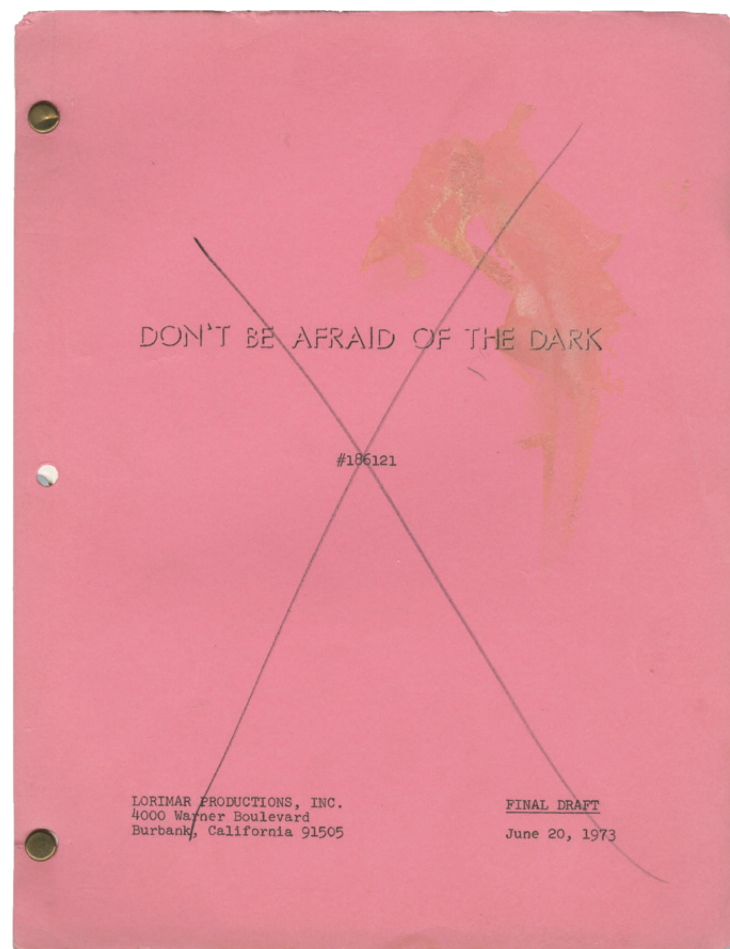 DON'T BE AFRAID OF THE DARK
#186121
LORIMAR PRODUCTIONS, INC.
4000 Warner Boulevard
Burbank, California 91505
FINAL DRAFT
June 20, 1973